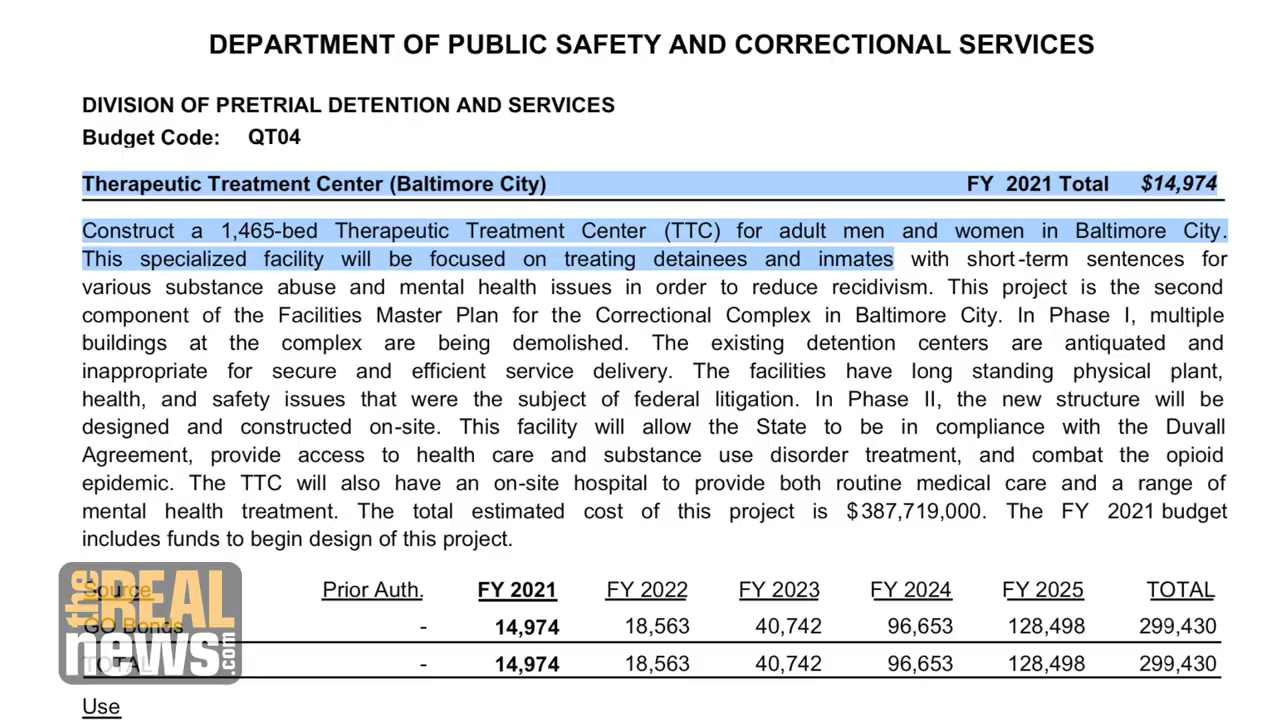 DEPARTMENT OF PUBLIC SAFETY AND CORRECTIONAL SERVICES
DIVISION OF PRETRIAL DETENTION AND SERVICES
Budget Code: QT04
Therapeutic Treatment Center (Baltimore City) FY 2021 Total $14,974
Construct a 1,465-bed Therapeutic Treatment Center (TTC) for adult men and women in Baltimore City.
This specialized facility will be focused on treating detainees and inmates with short-term sentences for
various substance abuse and mental health issues in order to reduce recidivism. This project is the second
component of the Facilities Master Plan for the Correctional Complex in Baltimore City. In Phase I, multiple
buildings at the complex are being demolished. The existing detention centers are antiquated and
inappropriate for secure and efficient service delivery. The facilities have long standing physical plant,
health, and safety issues that were the subject of federal litigation. In Phase II, the new structure will be
designed and constructed on-site. This facility will allow the State to be in compliance with the Duvall
Agreement, provide access to health care and substance use disorder treatment, and combat the opioid
epidemic. The TTC will also have an on-site hospital to provide both routine medical care and a range of
mental health treatment. The total estimated cost of this project is $387,719,000. The FY 2021 budget
includes funds to begin design of this project.
Source Prior Auth. FY 2021 FY 2022 FY 2023 FY 2024 FY 2025 TOTAL
GO Bonds - 14,974 18,563 40,742 96,653 128,498 299,430
TOTAL - 14,974 18,563 40,742 96,653 128,498 299,430
Use
the REAL
news.com